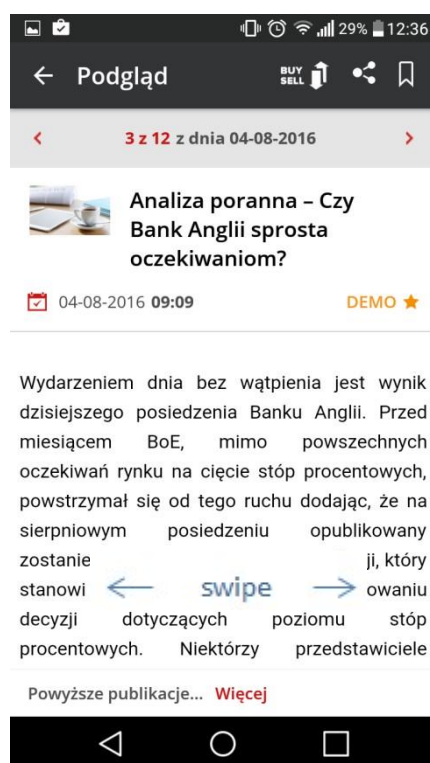 29% 12:36
Podgląd BUY SELL
3 z 12 z dnia 04-08-2016
Analiza poranna – Czy
Bank Anglii sprosta
oczekiwaniom?
04-08-2016 09:09 DEMO
Wydarzeniem dnia bez wątpienia jest wynik
dzisiejszego posiedzenia Banku Anglii. Przed
miesiącem BoE, mimo powszechnych
oczekiwań rynku na cięcie stóp procentowych,
powstrzymał się od tego ruchu dodając, że na
sierpniowym posiedzeniu opublikowany
zostanie ji, który
stanowi swipe owaniu
decyzji dotyczących poziomu stóp
procentowych. Niektórzy przedstawiciele
Powyższe publikacje... Więcej